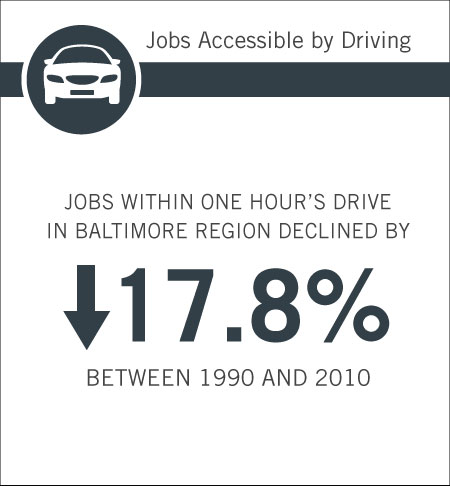 Jobs Accessible by Driving
JOBS WITHIN ONE HOUR'S DRIVE
IN BALTIMORE REGION DECLINED BY
17.8%
BETWEEN 1990 AND 2010